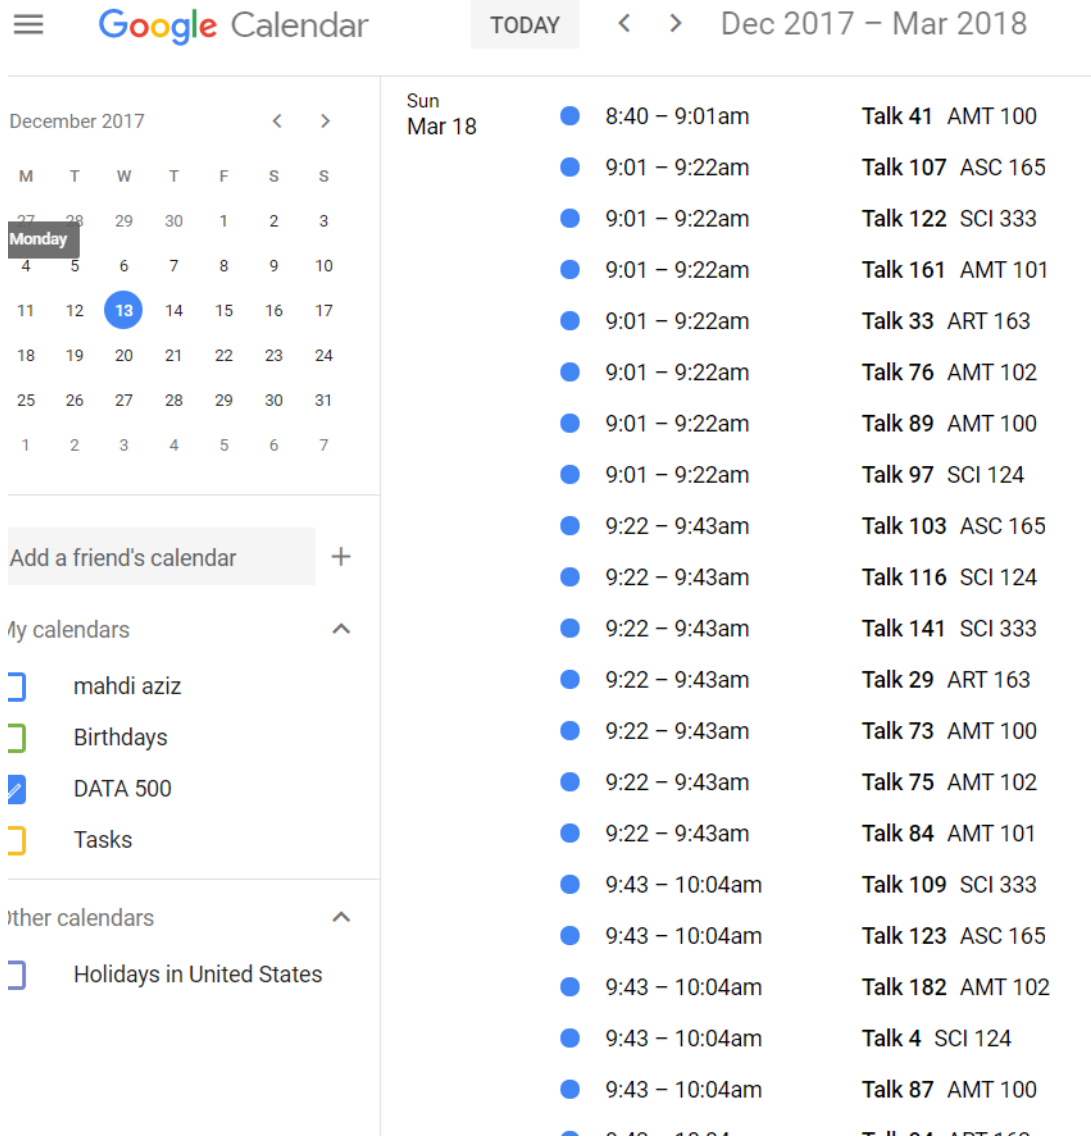 Google Calendar
TODAY
Dec 2017 – Mar 2018
December 2017
M T W T F S S
27 28 29 30 1 2 3
Monday
4 5 6 7 8 9 10
11 12 13 14 15 16 17
18 19 20 21 22 23 24
25 26 27 28 29 30 31
1 2 3 4 5 6 7
Add a friend's calendar
My calendars
mahdi aziz
Birthdays
DATA 500
Tasks
Other calendars
Holidays in United States
Sun
Mar 18
8:40 – 9:01am Talk 41 AMT 100
9:01 – 9:22am Talk 107 ASC 165
9:01 – 9:22am Talk 122 SCI 333
9:01 – 9:22am Talk 161 AMT 101
9:01 – 9:22am Talk 33 ART 163
9:01 – 9:22am Talk 76 AMT 102
9:01 – 9:22am Talk 89 AMT 100
9:01 – 9:22am Talk 97 SCI 124
9:22 – 9:43am Talk 103 ASC 165
9:22 – 9:43am Talk 116 SCI 124
9:22 – 9:43am Talk 141 SCI 333
9:22 – 9:43am Talk 29 ART 163
9:22 – 9:43am Talk 73 AMT 100
9:22 – 9:43am Talk 75 AMT 102
9:22 – 9:43am Talk 84 AMT 101
9:43 – 10:04am Talk 109 SCI 333
9:43 – 10:04am Talk 123 ASC 165
9:43 – 10:04am Talk 182 AMT 102
9:43 – 10:04am Talk 4 SCI 124
9:43 – 10:04am Talk 87 AMT 100